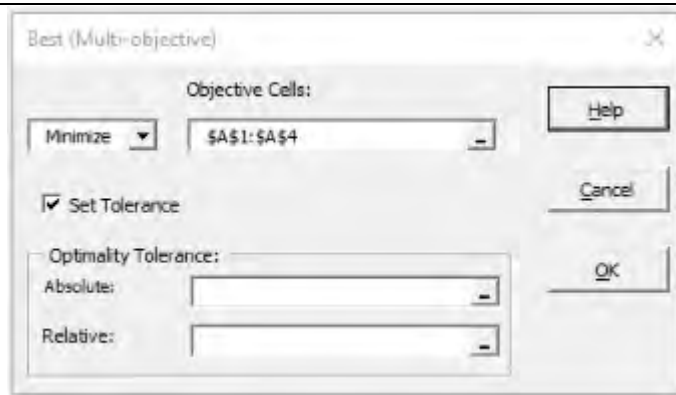 Best (Multi-objective)
Objective Cells:
Help
Minimize
$A$1:$A$4
Set Tolerance
Cancel
Optimality Tolerance:
Absolute:
OK
Relative: